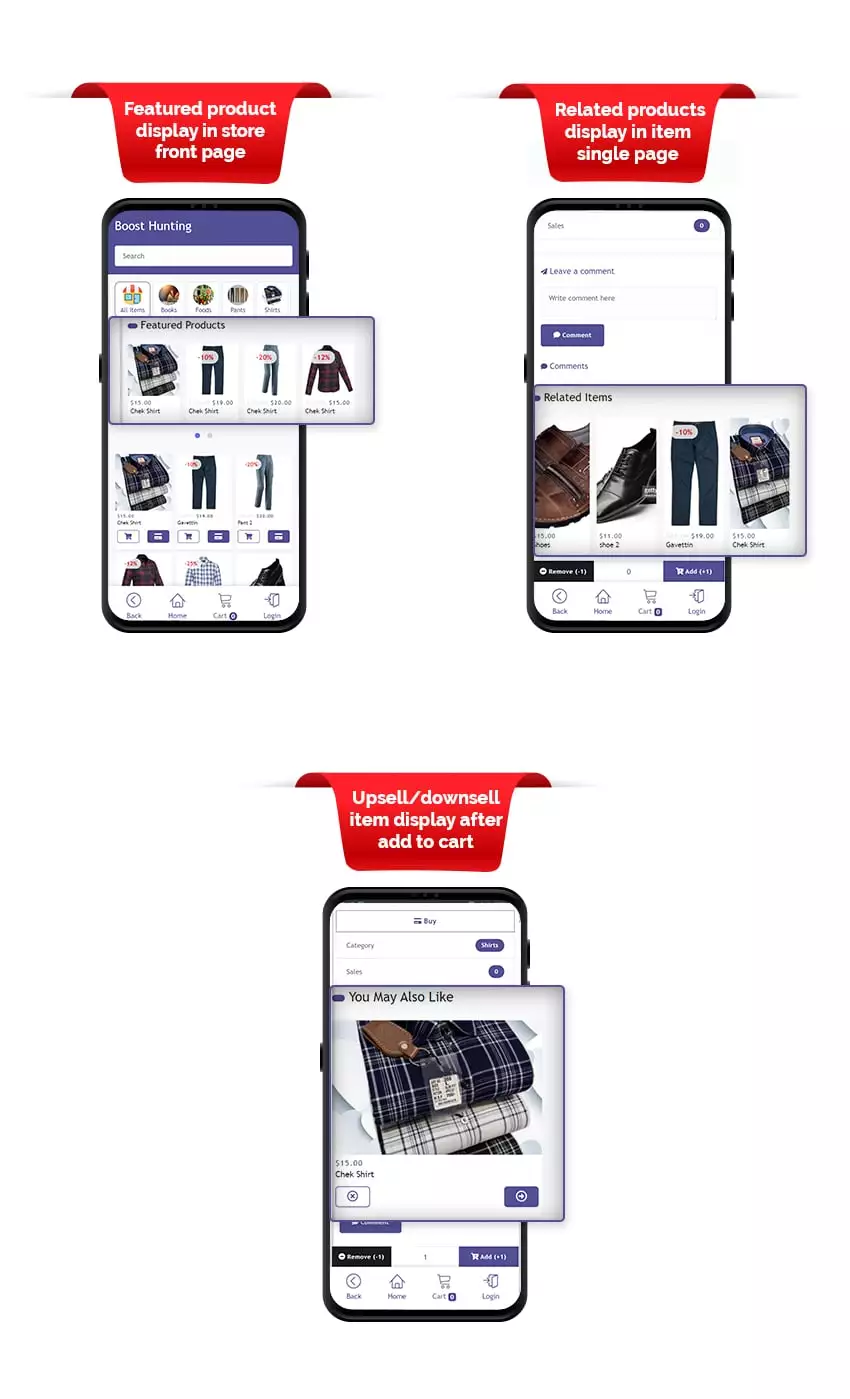 Featured product
display in store
front page
Boost Hunting
Search
All items
Books
Foods
Pants
Shirts
Featured Products
-10%
-20%
-12%
$15.00
$19.00
$20.00
$15.00
Chek Shirt
Chek Shirt
Chek Shirt
Chek Shirt
-10%
-20%
$15.00
$19.00
$20.00
Chek Shirt
Gavettin
Pant 2
-12%
-25%
Back
Home
Cart 0
Login
Related products
display in item
single page
Sales
0
Leave a comment
Write comment here
Comment
Comments
Related Items
-10%
$15.00
$11.00
$19.00
$15.00
shoes
shoe 2
Gavettin
Chek Shirt
Remove (-1)
0
Add (+1)
Back
Home
Cart 0
Login
Upsell/downsell
item display after
add to cart
Buy
Category
Shirts
Sales
0
You May Also Like
$15.00
Chek Shirt
Comment
Remove (-1)
1
Add (+1)
Back
Home
Cart 0
Login